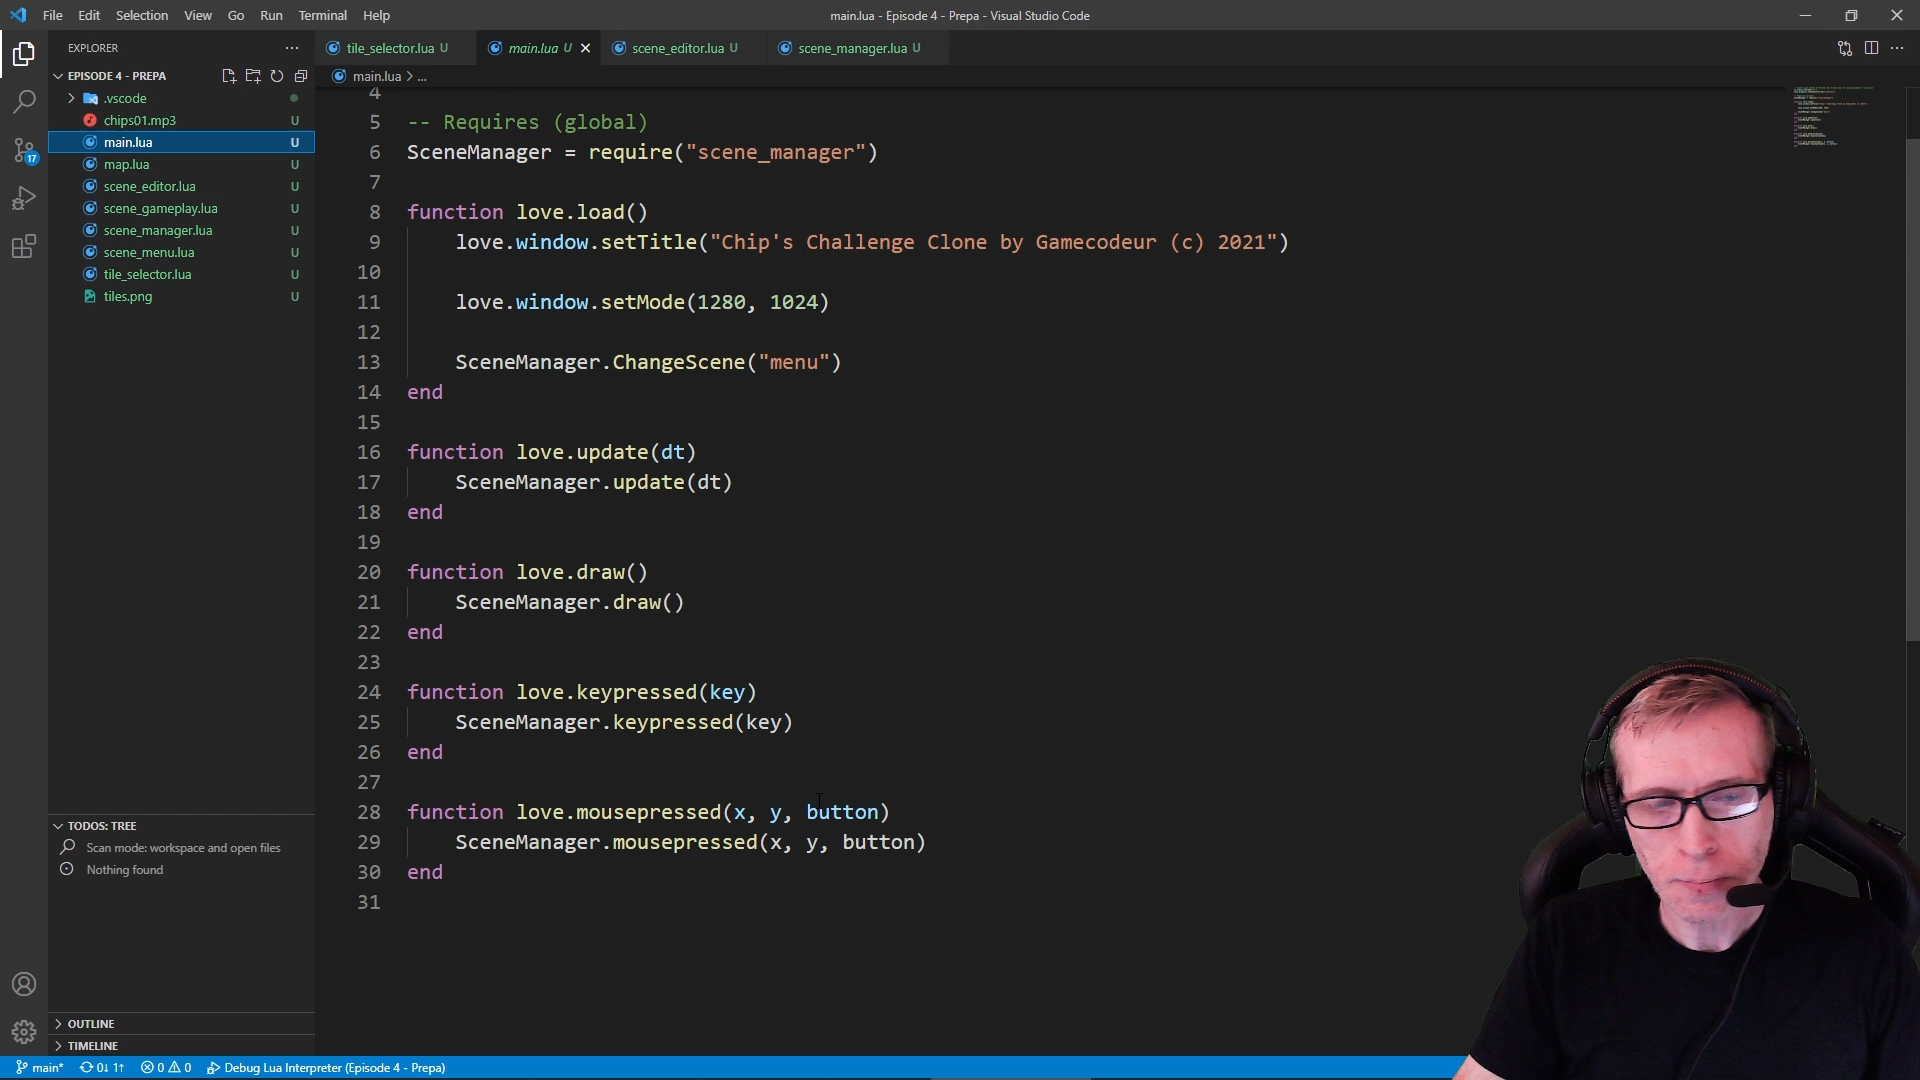 File Edit Selection View Go Run Terminal Help
main.lua - Episode 4 - Prepa - Visual Studio Code
EXPLORER
tile_selector.lua U
main.lua U
scene_editor.lua U
scene_manager.lua U
EPISODE 4 - PREPA
main.lua > ...
.vscode
chips01.mp3 U
main.lua U
map.lua U
scene_editor.lua U
scene_gameplay.lua U
scene_manager.lua U
scene_menu.lua U
tile_selector.lua U
tiles.png U
17
4
5 -- Requires (global)
6 SceneManager = require("scene_manager")
7
8 function love.load()
9 love.window.setTitle("Chip's Challenge Clone by Gamecodeur (c) 2021")
10
11 love.window.setMode(1280, 1024)
12
13 SceneManager.ChangeScene("menu")
14 end
15
16 function love.update(dt)
17 SceneManager.update(dt)
18 end
19
20 function love.draw()
21 SceneManager.draw()
22 end
23
24 function love.keypressed(key)
25 SceneManager.keypressed(key)
26 end
27
28 function love.mousepressed(x, y, button)
29 SceneManager.mousepressed(x, y, button)
30 end
31
TODOS: TREE
Scan mode: workspace and open files
Nothing found
OUTLINE
TIMELINE
main* 0↓ 1↑ 0 0 Debug Lua Interpreter (Episode 4 - Prepa)